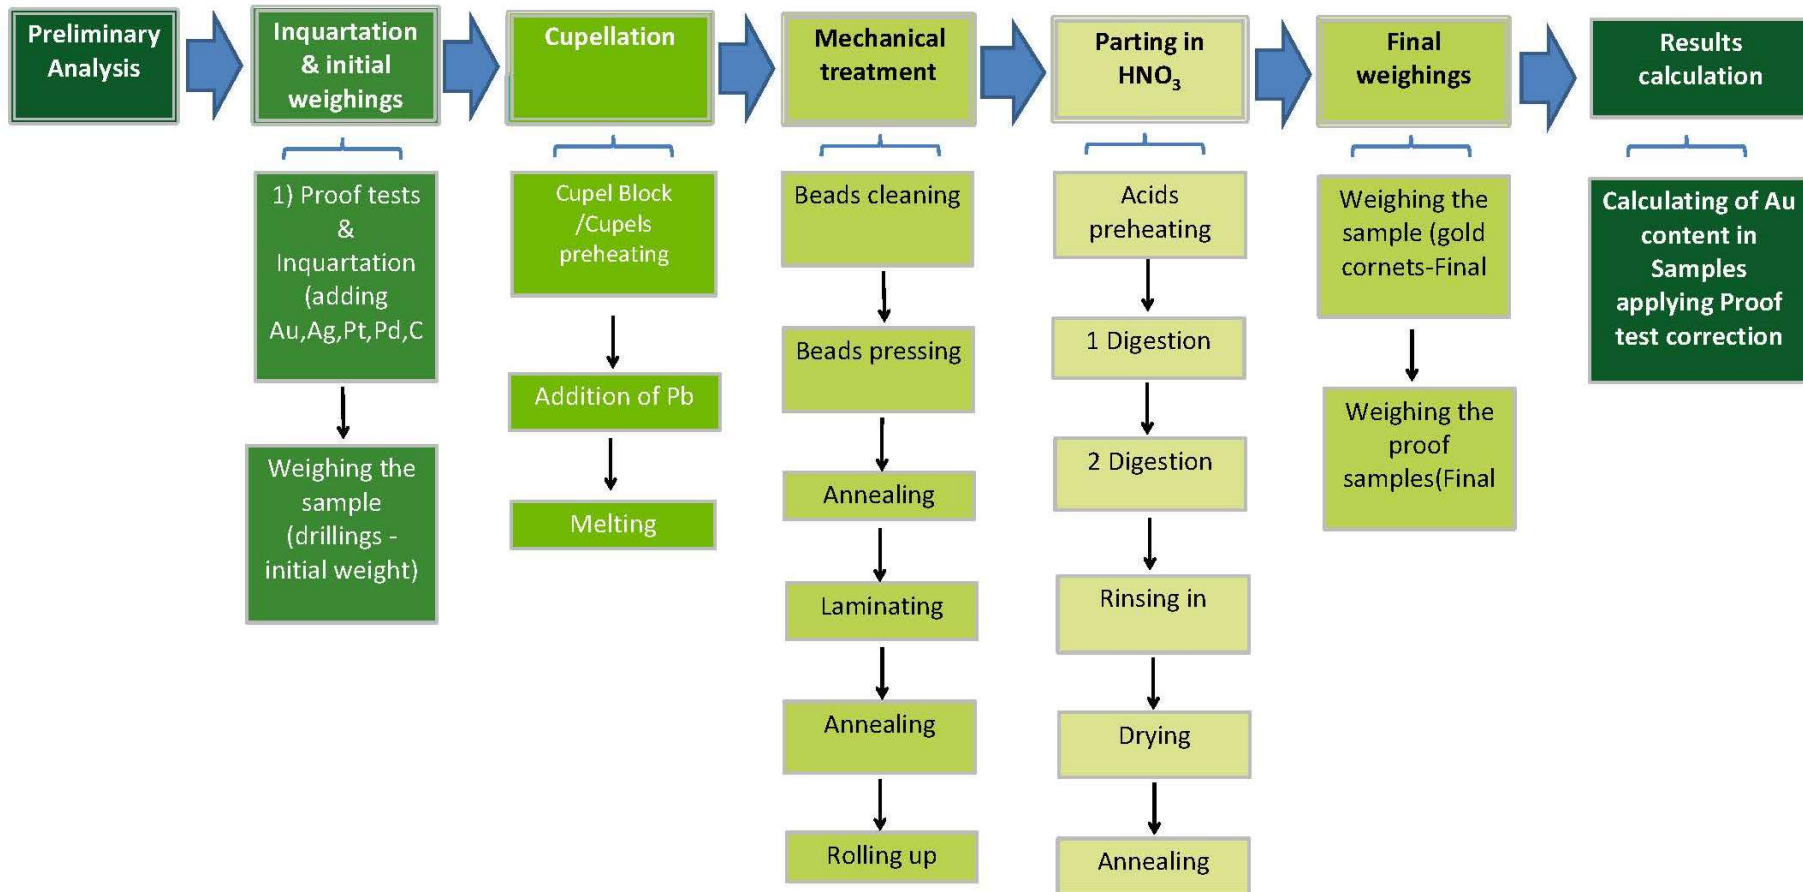 Preliminary
Analysis
Inquartation
& initial
weighings
Cupellation
Mechanical
treatment
Parting in
HNO₃
Final
weighings
Results
calculation
1) Proof tests
&
Inquartation
(adding
Au,Ag,Pt,Pd,C
Weighing the
sample
(drillings -
initial weight)
Cupel Block
/Cupels
preheating
Addition of Pb
Melting
Beads cleaning
Beads pressing
Annealing
Laminating
Annealing
Rolling up
Acids
preheating
1 Digestion
2 Digestion
Rinsing in
Drying
Annealing
Weighing the
sample (gold
cornets-Final
Weighing the
proof
samples(Final
Calculating of Au
content in
Samples
applying Proof
test correction